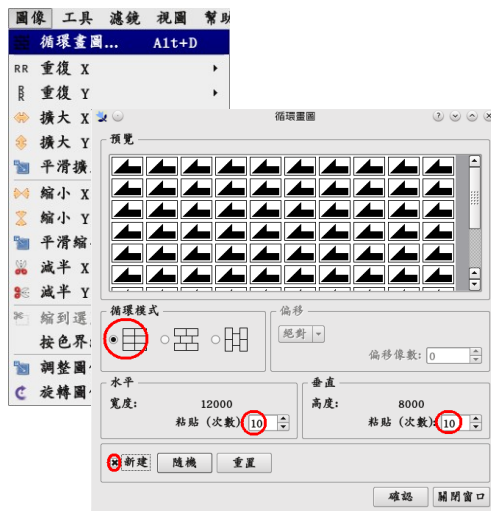 圖像 工具 濾鏡 視圖 幫助
循環畫圖... Alt+D
RR 重復 X
RR 重復 Y
擴大 X
擴大 Y
平滑擴
縮小 X
縮小 Y
平滑縮
減半 X
減半 Y
縮到選
按色界
調整圖
旋轉圖
循環畫圖
預覽
循環模式
偏移
絕對
偏移像數: 0
水平
寬度: 12000
粘貼 (次數) 10
垂直
高度: 8000
粘貼 (次數) 10
新建 隨機 重置
確認 關閉窗口